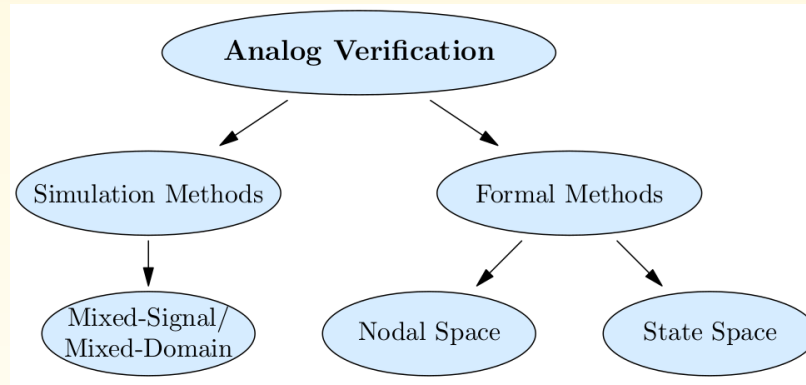 Analog Verification
Simulation Methods
Formal Methods
Mixed-Signal/
Mixed-Domain
Nodal Space
State Space